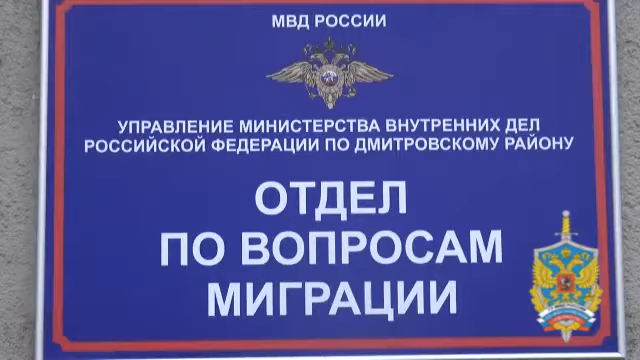 МВД РОССИИ
УПРАВЛЕНИЕ МИНИСТЕРСТВА ВНУТРЕННИХ ДЕЛ
РОССИЙСКОЙ ФЕДЕРАЦИИ ПО ДМИТРОВСКОМУ РАЙОНУ
ОТДЕЛ
ПО ВОПРОСАМ
МИГРАЦИИ